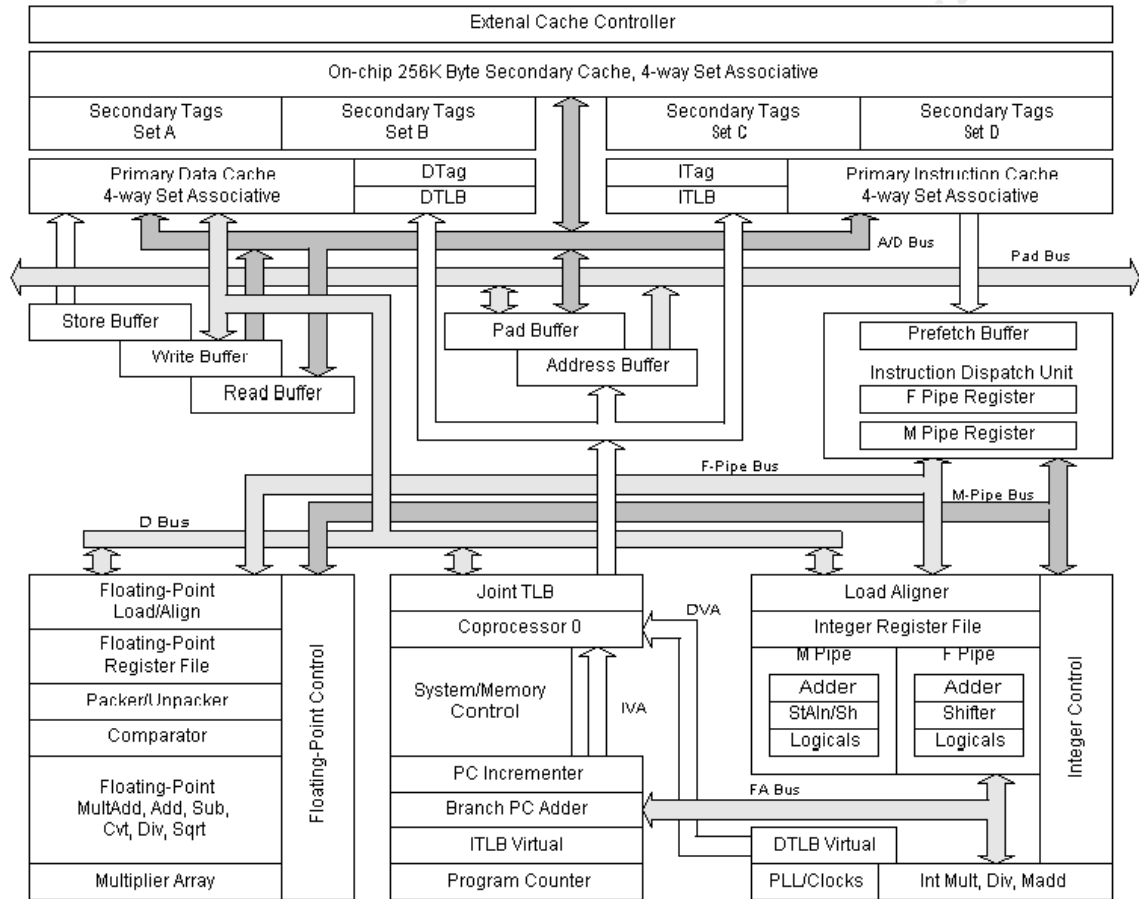 Extenal Cache Controller
On-chip 256K Byte Secondary Cache, 4-way Set Associative
Secondary Tags
Set A
Secondary Tags
Set B
Secondary Tags
Set C
Secondary Tags
Set D
Primary Data Cache
4-way Set Associative
DTag
DTLB
ITag
ITLB
Primary Instruction Cache
4-way Set Associative
A/D Bus
Pad Bus
Store Buffer
Write Buffer
Read Buffer
Pad Buffer
Address Buffer
Prefetch Buffer
Instruction Dispatch Unit
F Pipe Register
M Pipe Register
F-Pipe Bus
M-Pipe Bus
D Bus
Floating-Point
Load/Align
Floating-Point
Register File
Packer/Unpacker
Comparator
Floating-Point
MultAdd, Add, Sub,
Cvt, Div, Sqrt
Multiplier Array
Floating-Point Control
Joint TLB
Coprocessor 0
System/Memory
Control
PC Incrementer
Branch PC Adder
ITLB Virtual
Program Counter
DVA
IVA
FA Bus
Load Aligner
Integer Register File
M Pipe
Adder
StAln/Sh
Logicals
F Pipe
Adder
Shifter
Logicals
Integer Control
DTLB Virtual
PLL/Clocks
Int Mult, Div, Madd